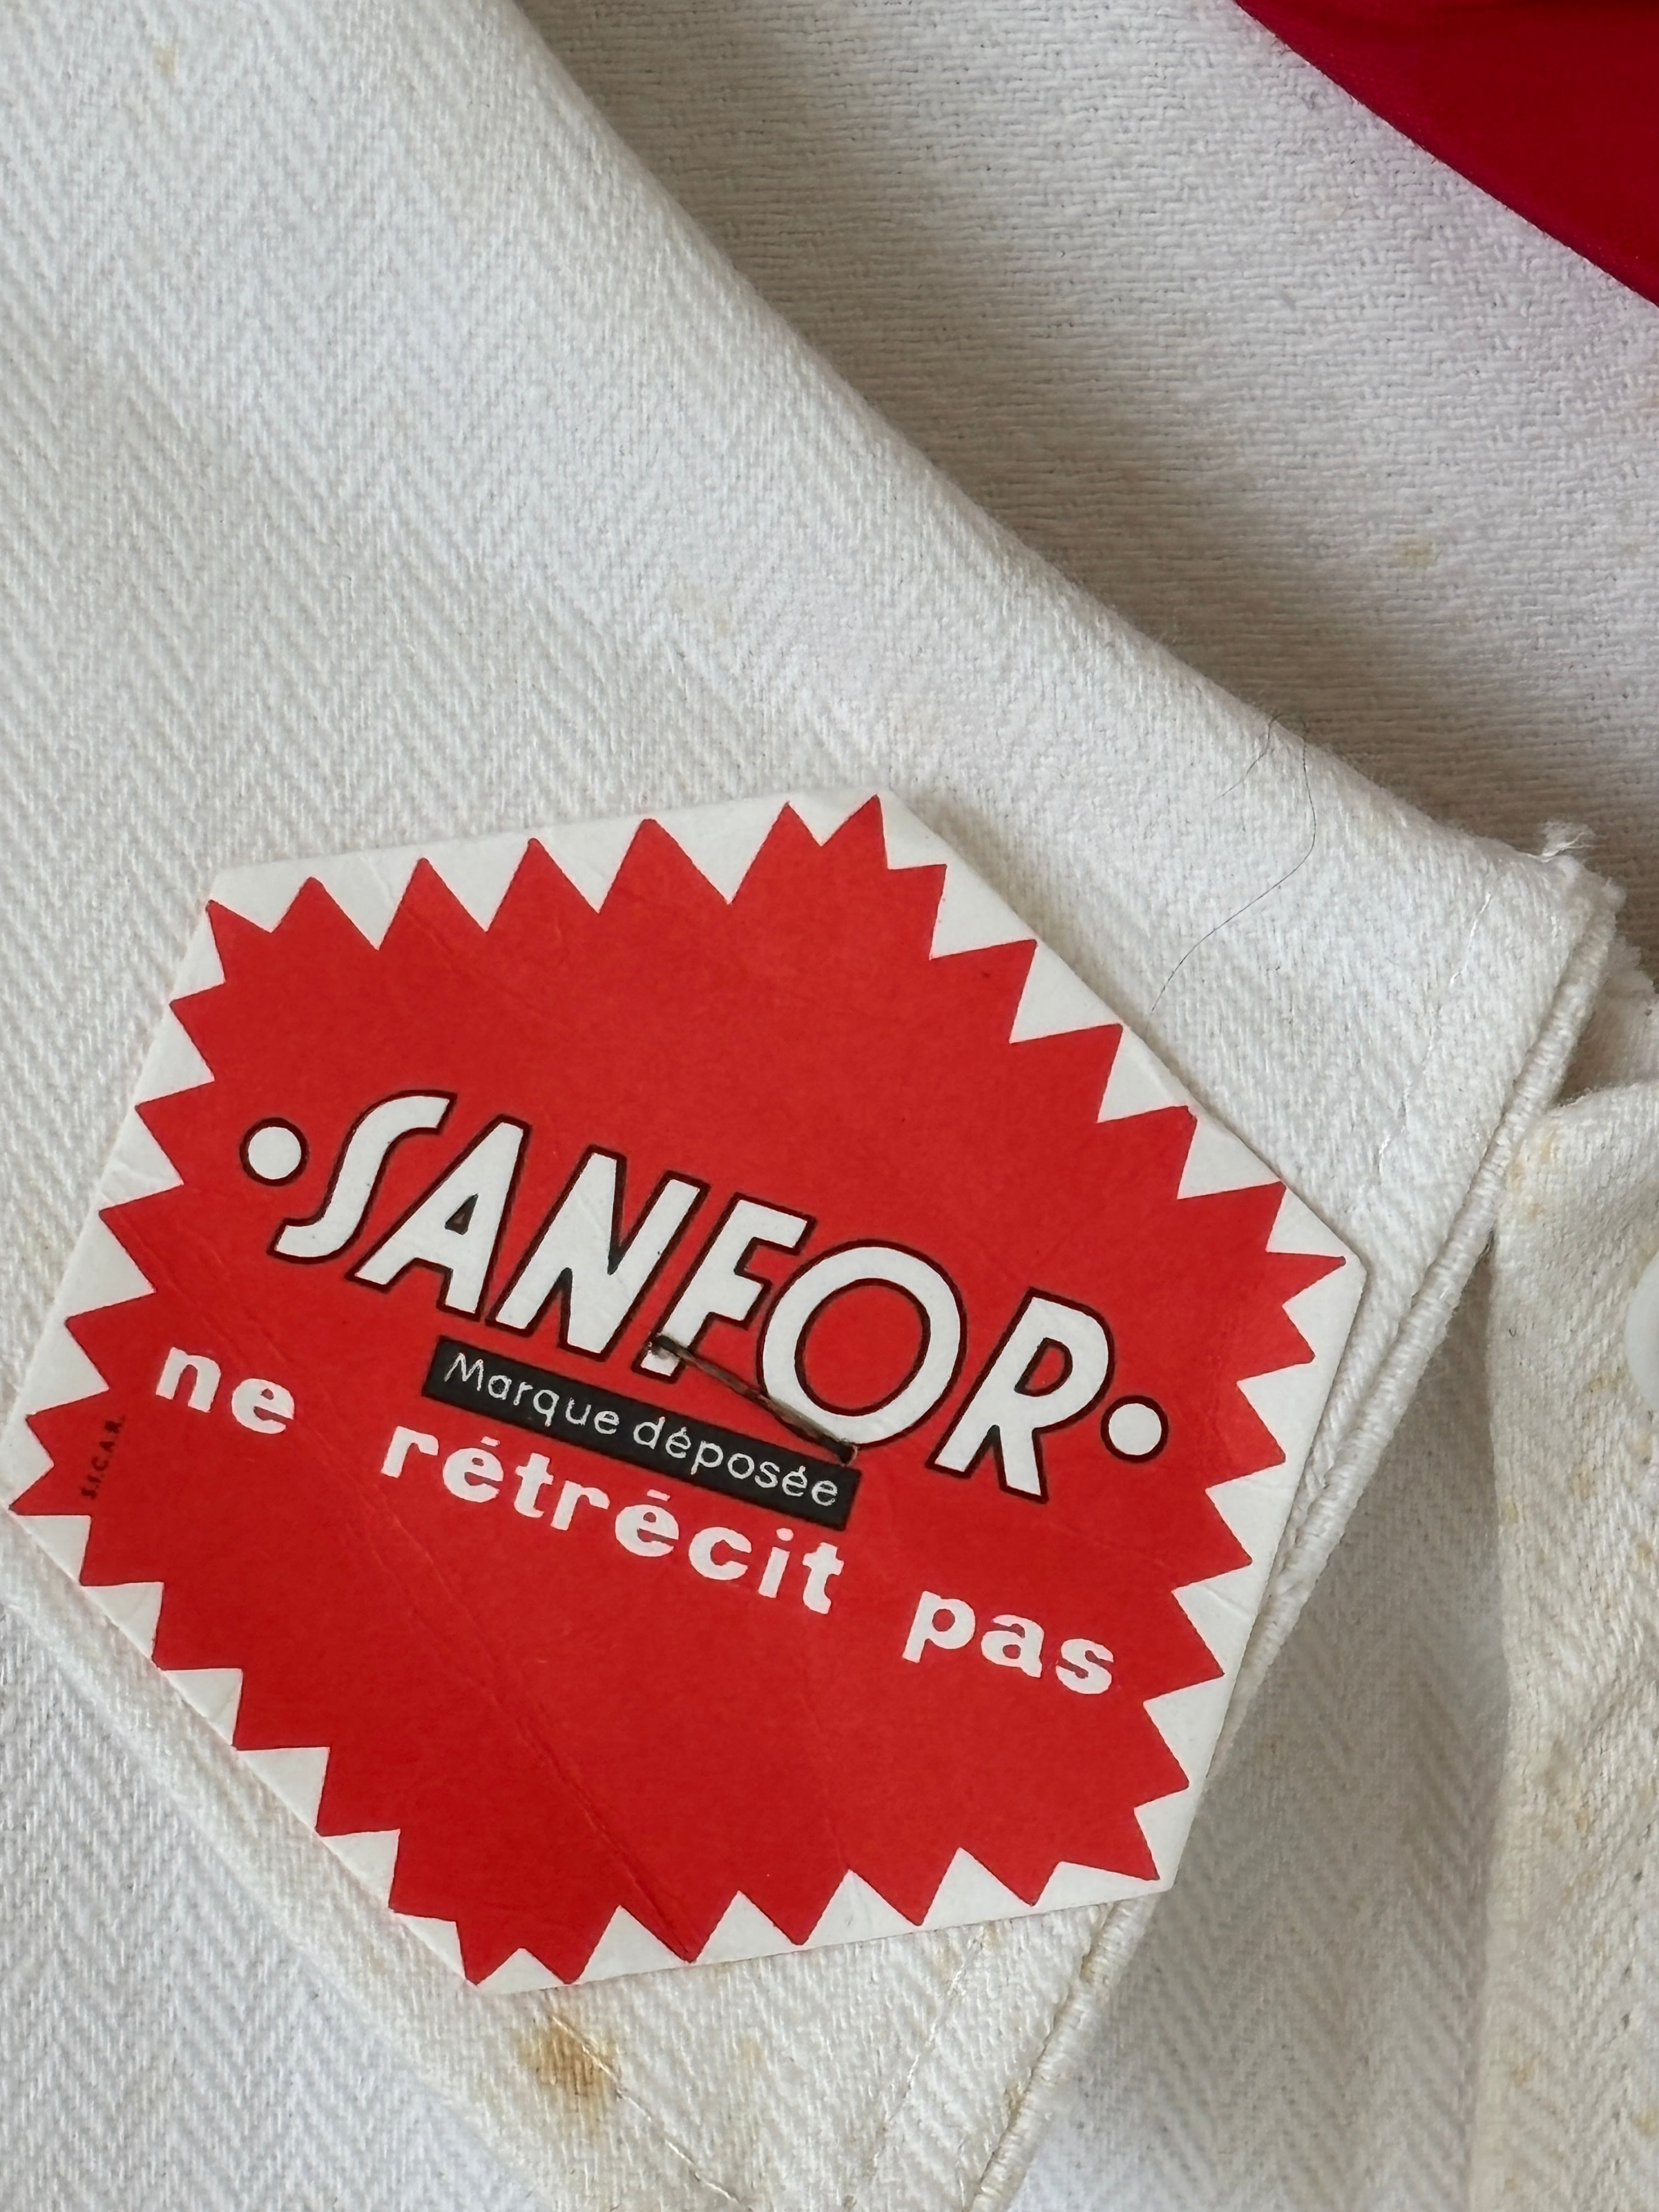 •SANFOR•
Marque déposée
ne rétrécit pas
S.I.C.A.R.